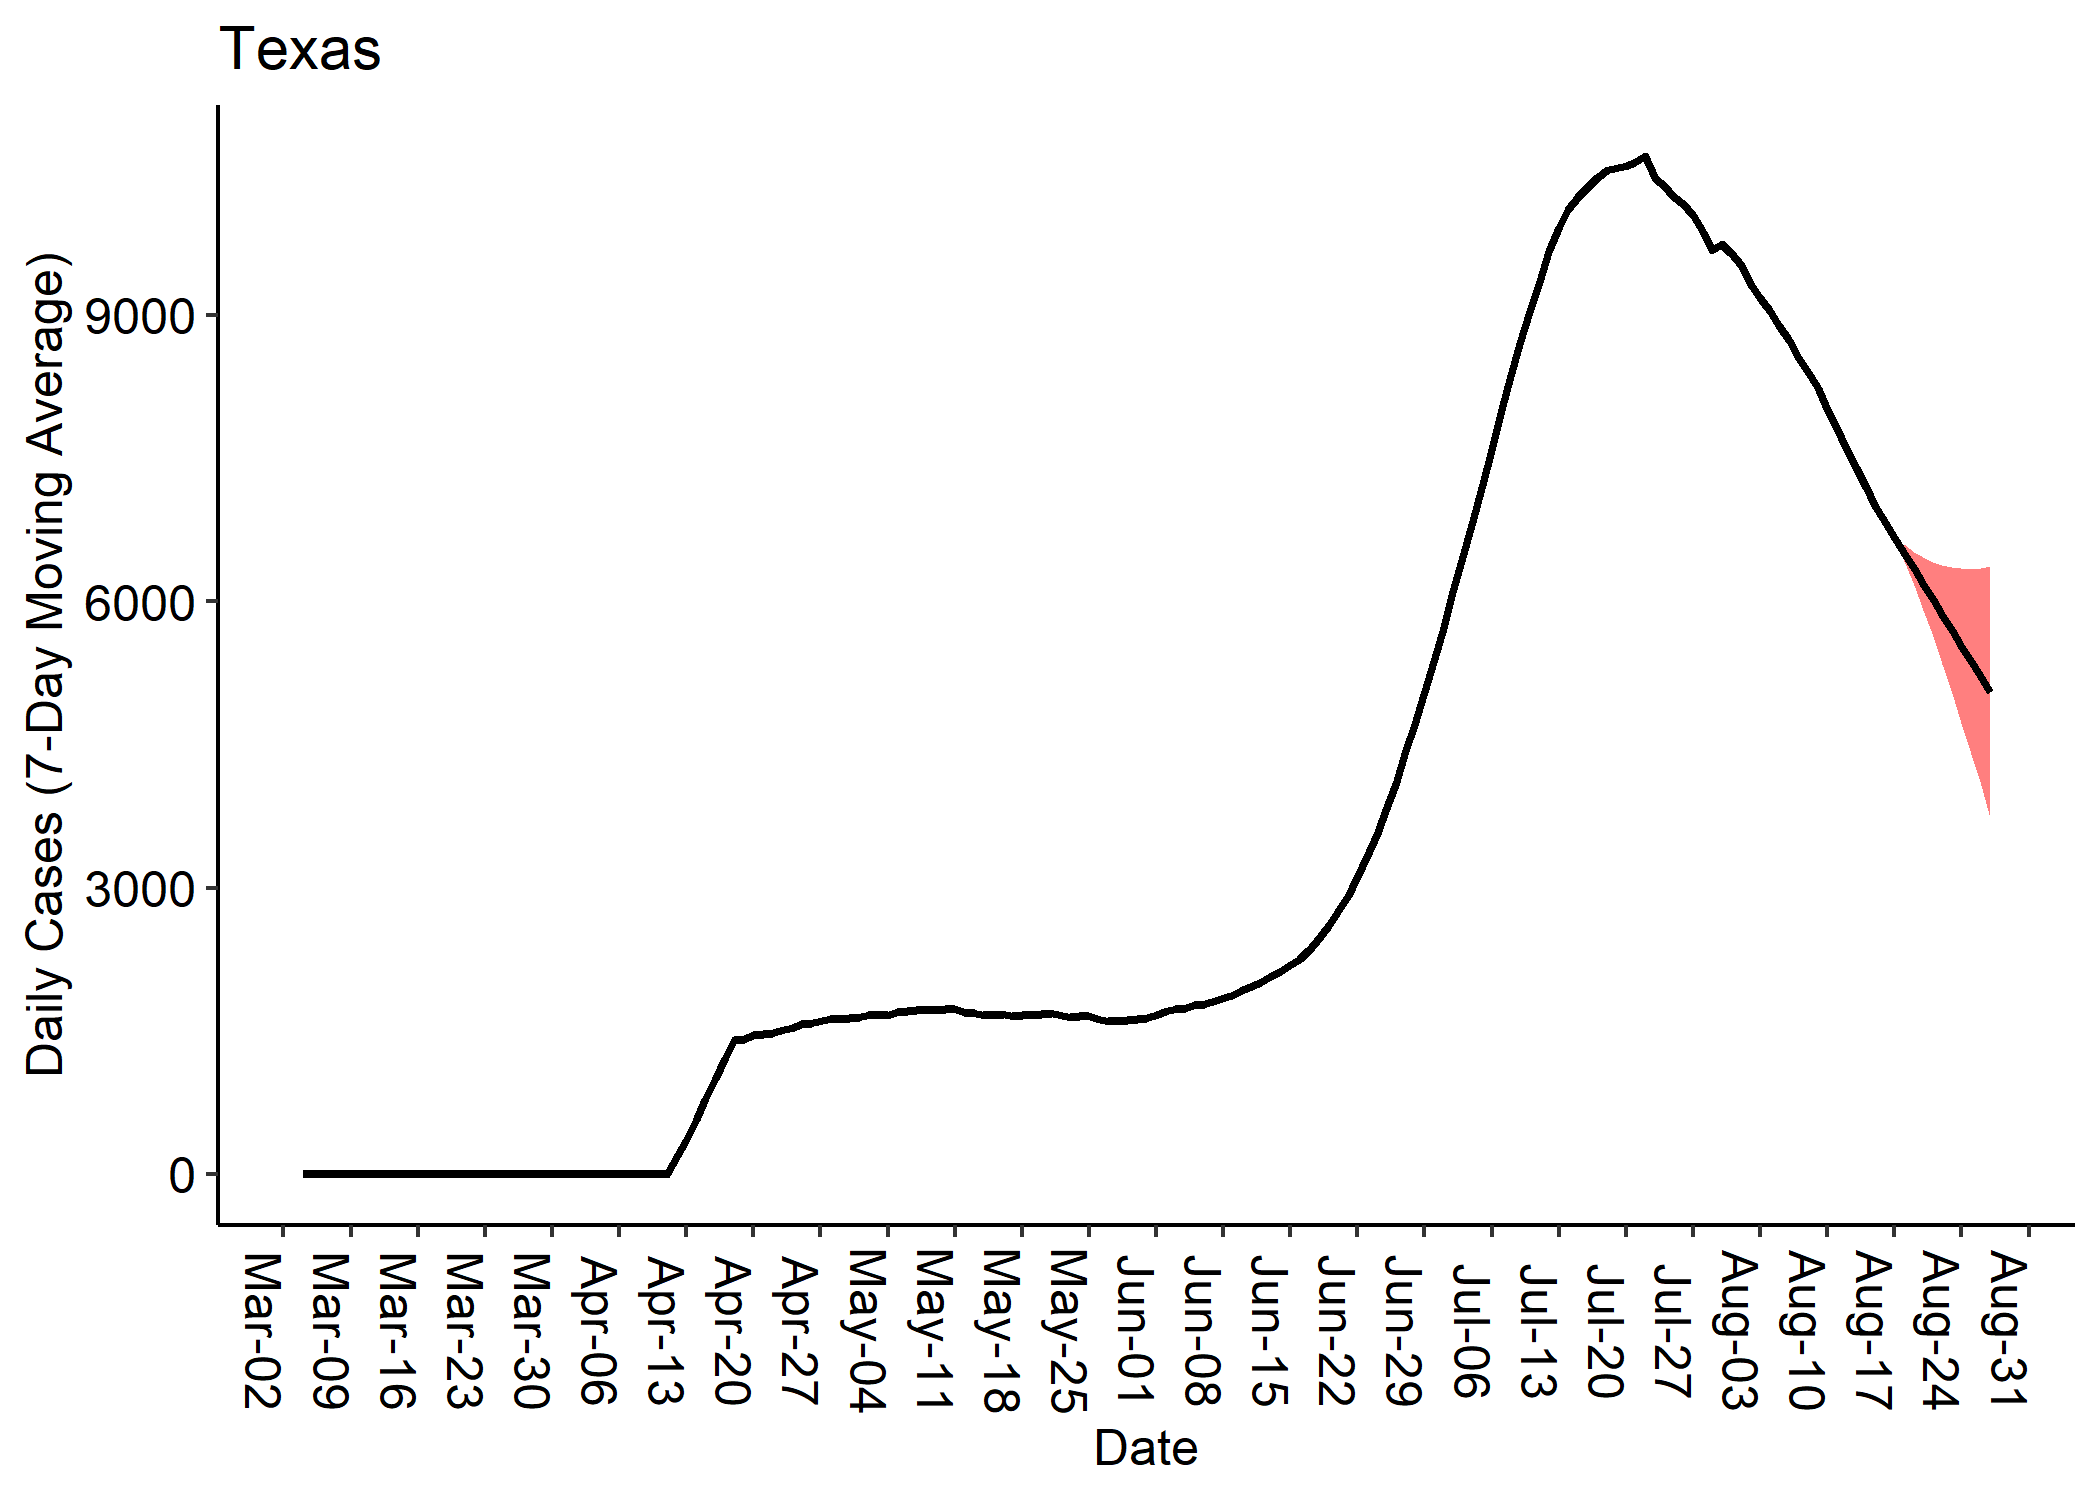 Texas
Daily Cases (7-Day Moving Average)
9000
6000
3000
0
Mar-02
Mar-09
Mar-16
Mar-23
Mar-30
Apr-06
Apr-13
Apr-20
Apr-27
May-04
May-11
May-18
May-25
Jun-01
Jun-08
Jun-15
Jun-22
Jun-29
Jul-06
Jul-13
Jul-20
Jul-27
Aug-03
Aug-10
Aug-17
Aug-24
Aug-31
Date